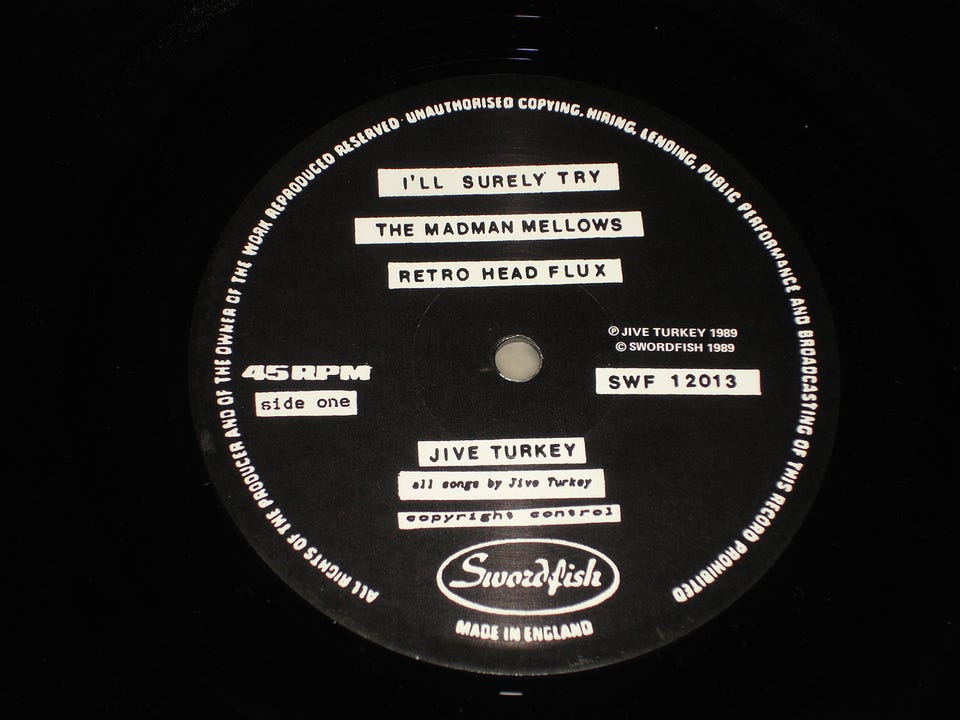 ALL RIGHTS OF THE PRODUCER AND OF THE OWNER OF THE WORK REPRODUCED RESERVED · UNAUTHORISED COPYING, HIRING, LENDING, PUBLIC PERFORMANCE AND BROADCASTING OF THIS RECORD PROHIBITED
I'LL SURELY TRY
THE MADMAN MELLOWS
RETRO HEAD FLUX
℗ JIVE TURKEY 1989
© SWORDFISH 1989
45RPM
side one
SWF 12013
JIVE TURKEY
all songs by Jive Turkey
copyright control
Swordfish
MADE IN ENGLAND